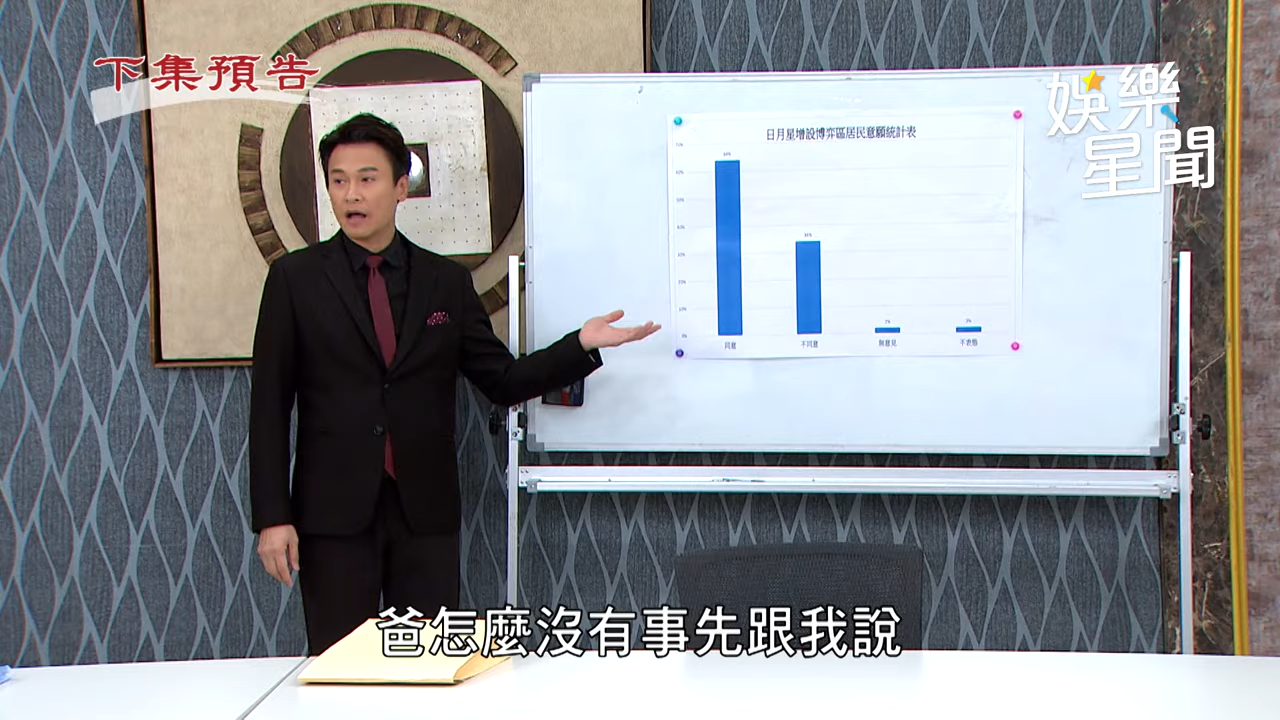 下集預告
娛樂
星聞
日月星增設博弈區居民意願統計表
同意
不同意
無意見
不表態
爸怎麼沒有事先跟我說